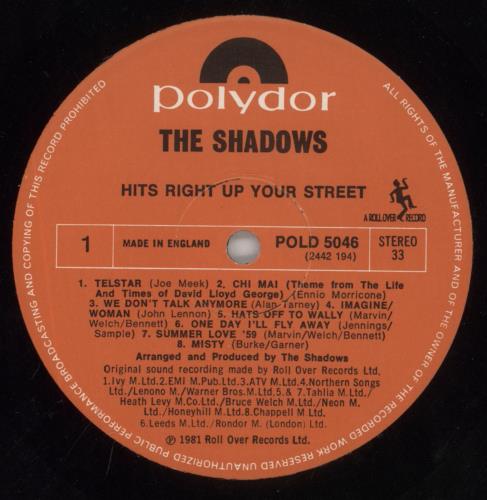 polydor
THE SHADOWS
HITS RIGHT UP YOUR STREET
A ROLL OVER RECORD
1
MADE IN ENGLAND
POLD 5046
(2442 194)
STEREO
33
1. TELSTAR (Joe Meek) 2. CHI MAI (Theme from The Life
And Times of David Lloyd George) (Ennio Morricone)
3. WE DON'T TALK ANYMORE (Alan Tarney) 4. IMAGINE/
WOMAN (John Lennon) 5. HATS OFF TO WALLY (Marvin/
Welch/Bennett) 6. ONE DAY I'LL FLY AWAY (Jennings/
Sample) 7. SUMMER LOVE '59 (Marvin/Welch/Bennett)
8. MISTY (Burke/Garner)
Arranged and Produced by The Shadows
Original sound recording made by Roll Over Records Ltd.
1.Ivy M.Ltd.2.EMI M.Pub.Ltd.3.ATV M.Ltd.4.Northern Songs
Ltd./Lenono M./Warner Bros.M.Ltd.5.& 7.Tahlia M.Ltd./
Heath Levy M.Co.Ltd./Bruce Welch M.Ltd./Neon M.
Ltd./Honeyhill M.Ltd.8.Chappell M.Ltd.
6.Leeds M.Ltd./Rondor M. (London) Ltd.
℗ 1981 Roll Over Records Ltd.
ALL RIGHTS OF THE MANUFACTURER AND OF THE OWNER OF THE RECORDED WORK RESERVED UNAUTHORIZED PUBLIC PERFORMANCE BROADCASTING AND COPYING OF THIS RECORD PROHIBITED